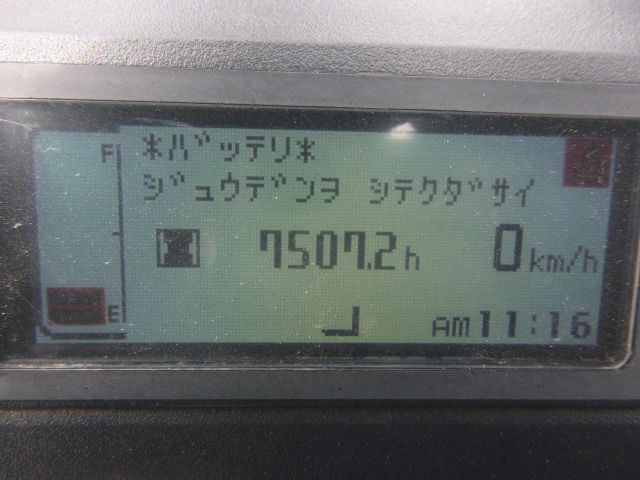 F *バッテリ*
ジュウデンヲ シテクダサイ
7507.2h 0km/h
E AM11:16